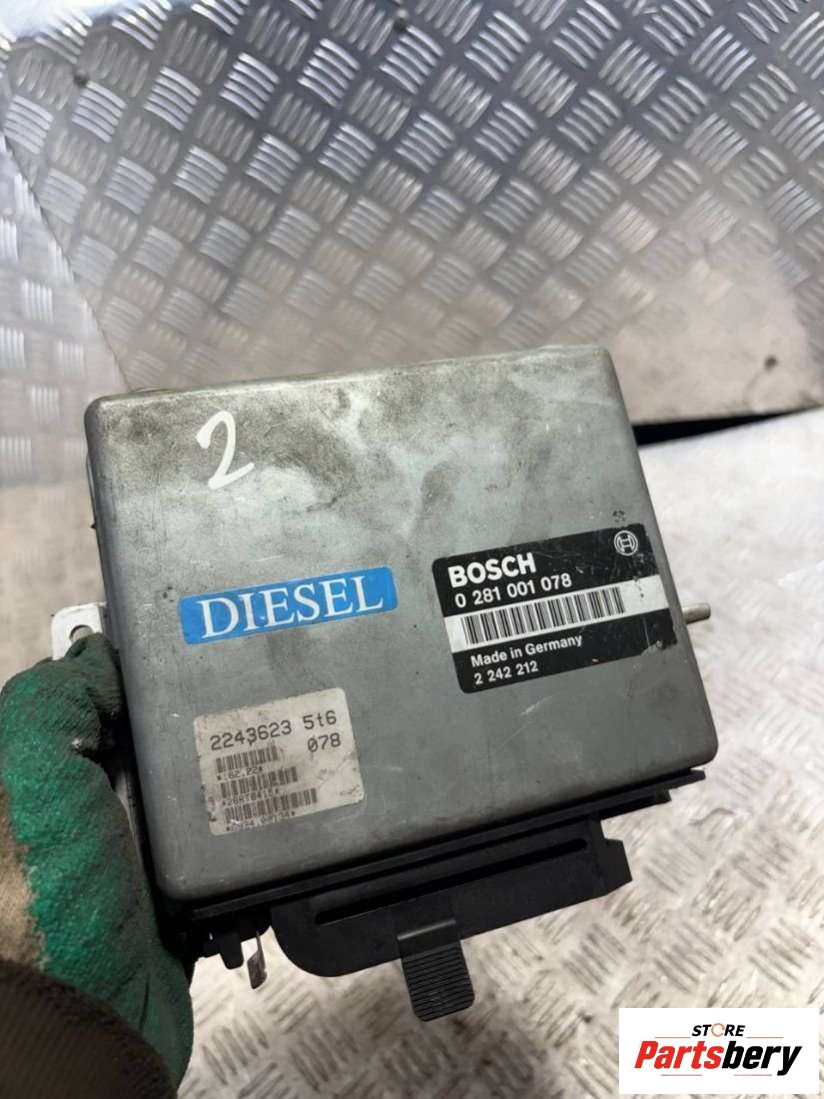 2
DIESEL
BOSCH
0 281 001 078
Made in Germany
2 242 212
2243623 5t6
078
STORE
Partsbery